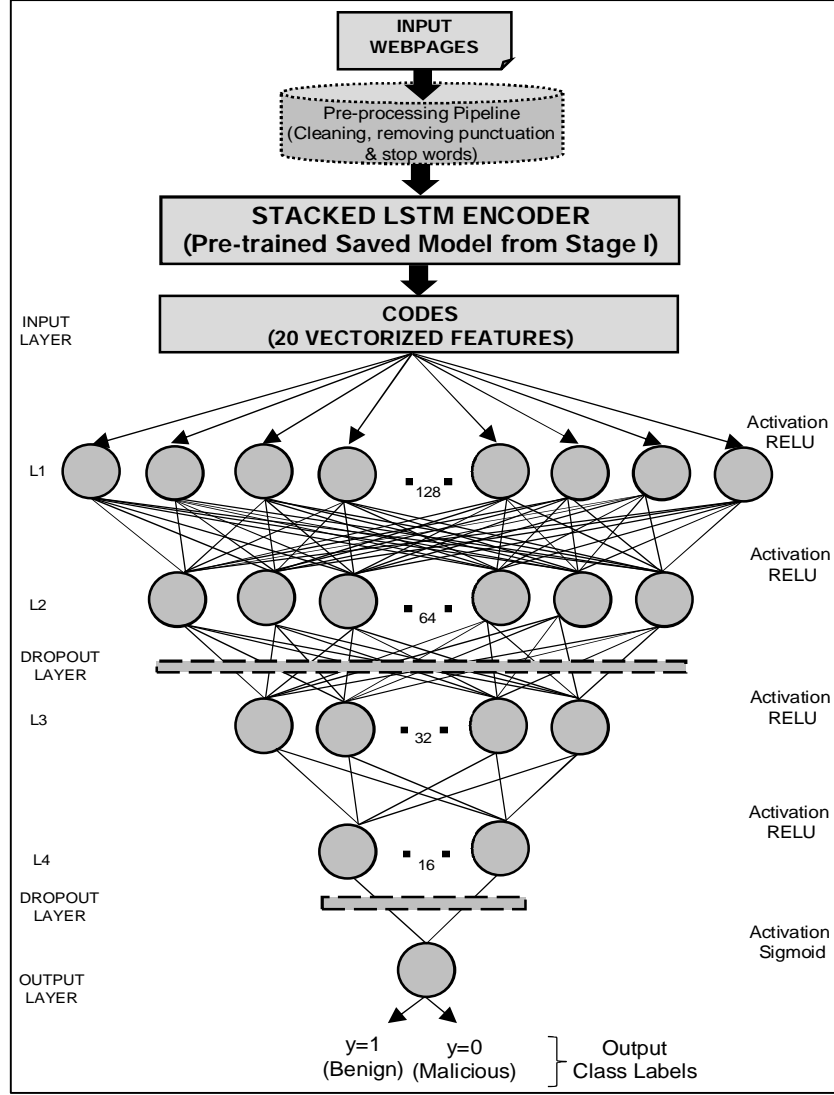 INPUT
WEBPAGES
Pre-processing Pipeline
(Cleaning, removing punctuation
& stop words)
STACKED LSTM ENCODER
(Pre-trained Saved Model from Stage I)
CODES
(20 VECTORIZED FEATURES)
INPUT
LAYER
Activation
RELU
L1
128
Activation
RELU
L2
64
DROPOUT
LAYER
Activation
RELU
L3
32
Activation
RELU
L4
16
DROPOUT
LAYER
Activation
Sigmoid
OUTPUT
LAYER
y=1
(Benign)
y=0
(Malicious)
Output
Class Labels